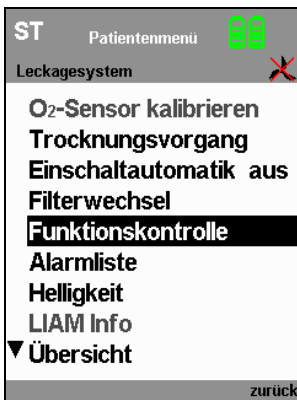 ST Patientenmenü
Leckagesystem
O₂-Sensor kalibrieren
Trocknungsvorgang
Einschaltautomatik aus
Filterwechsel
Funktionskontrolle
Alarmliste
Helligkeit
LIAM Info
Übersicht
zurück